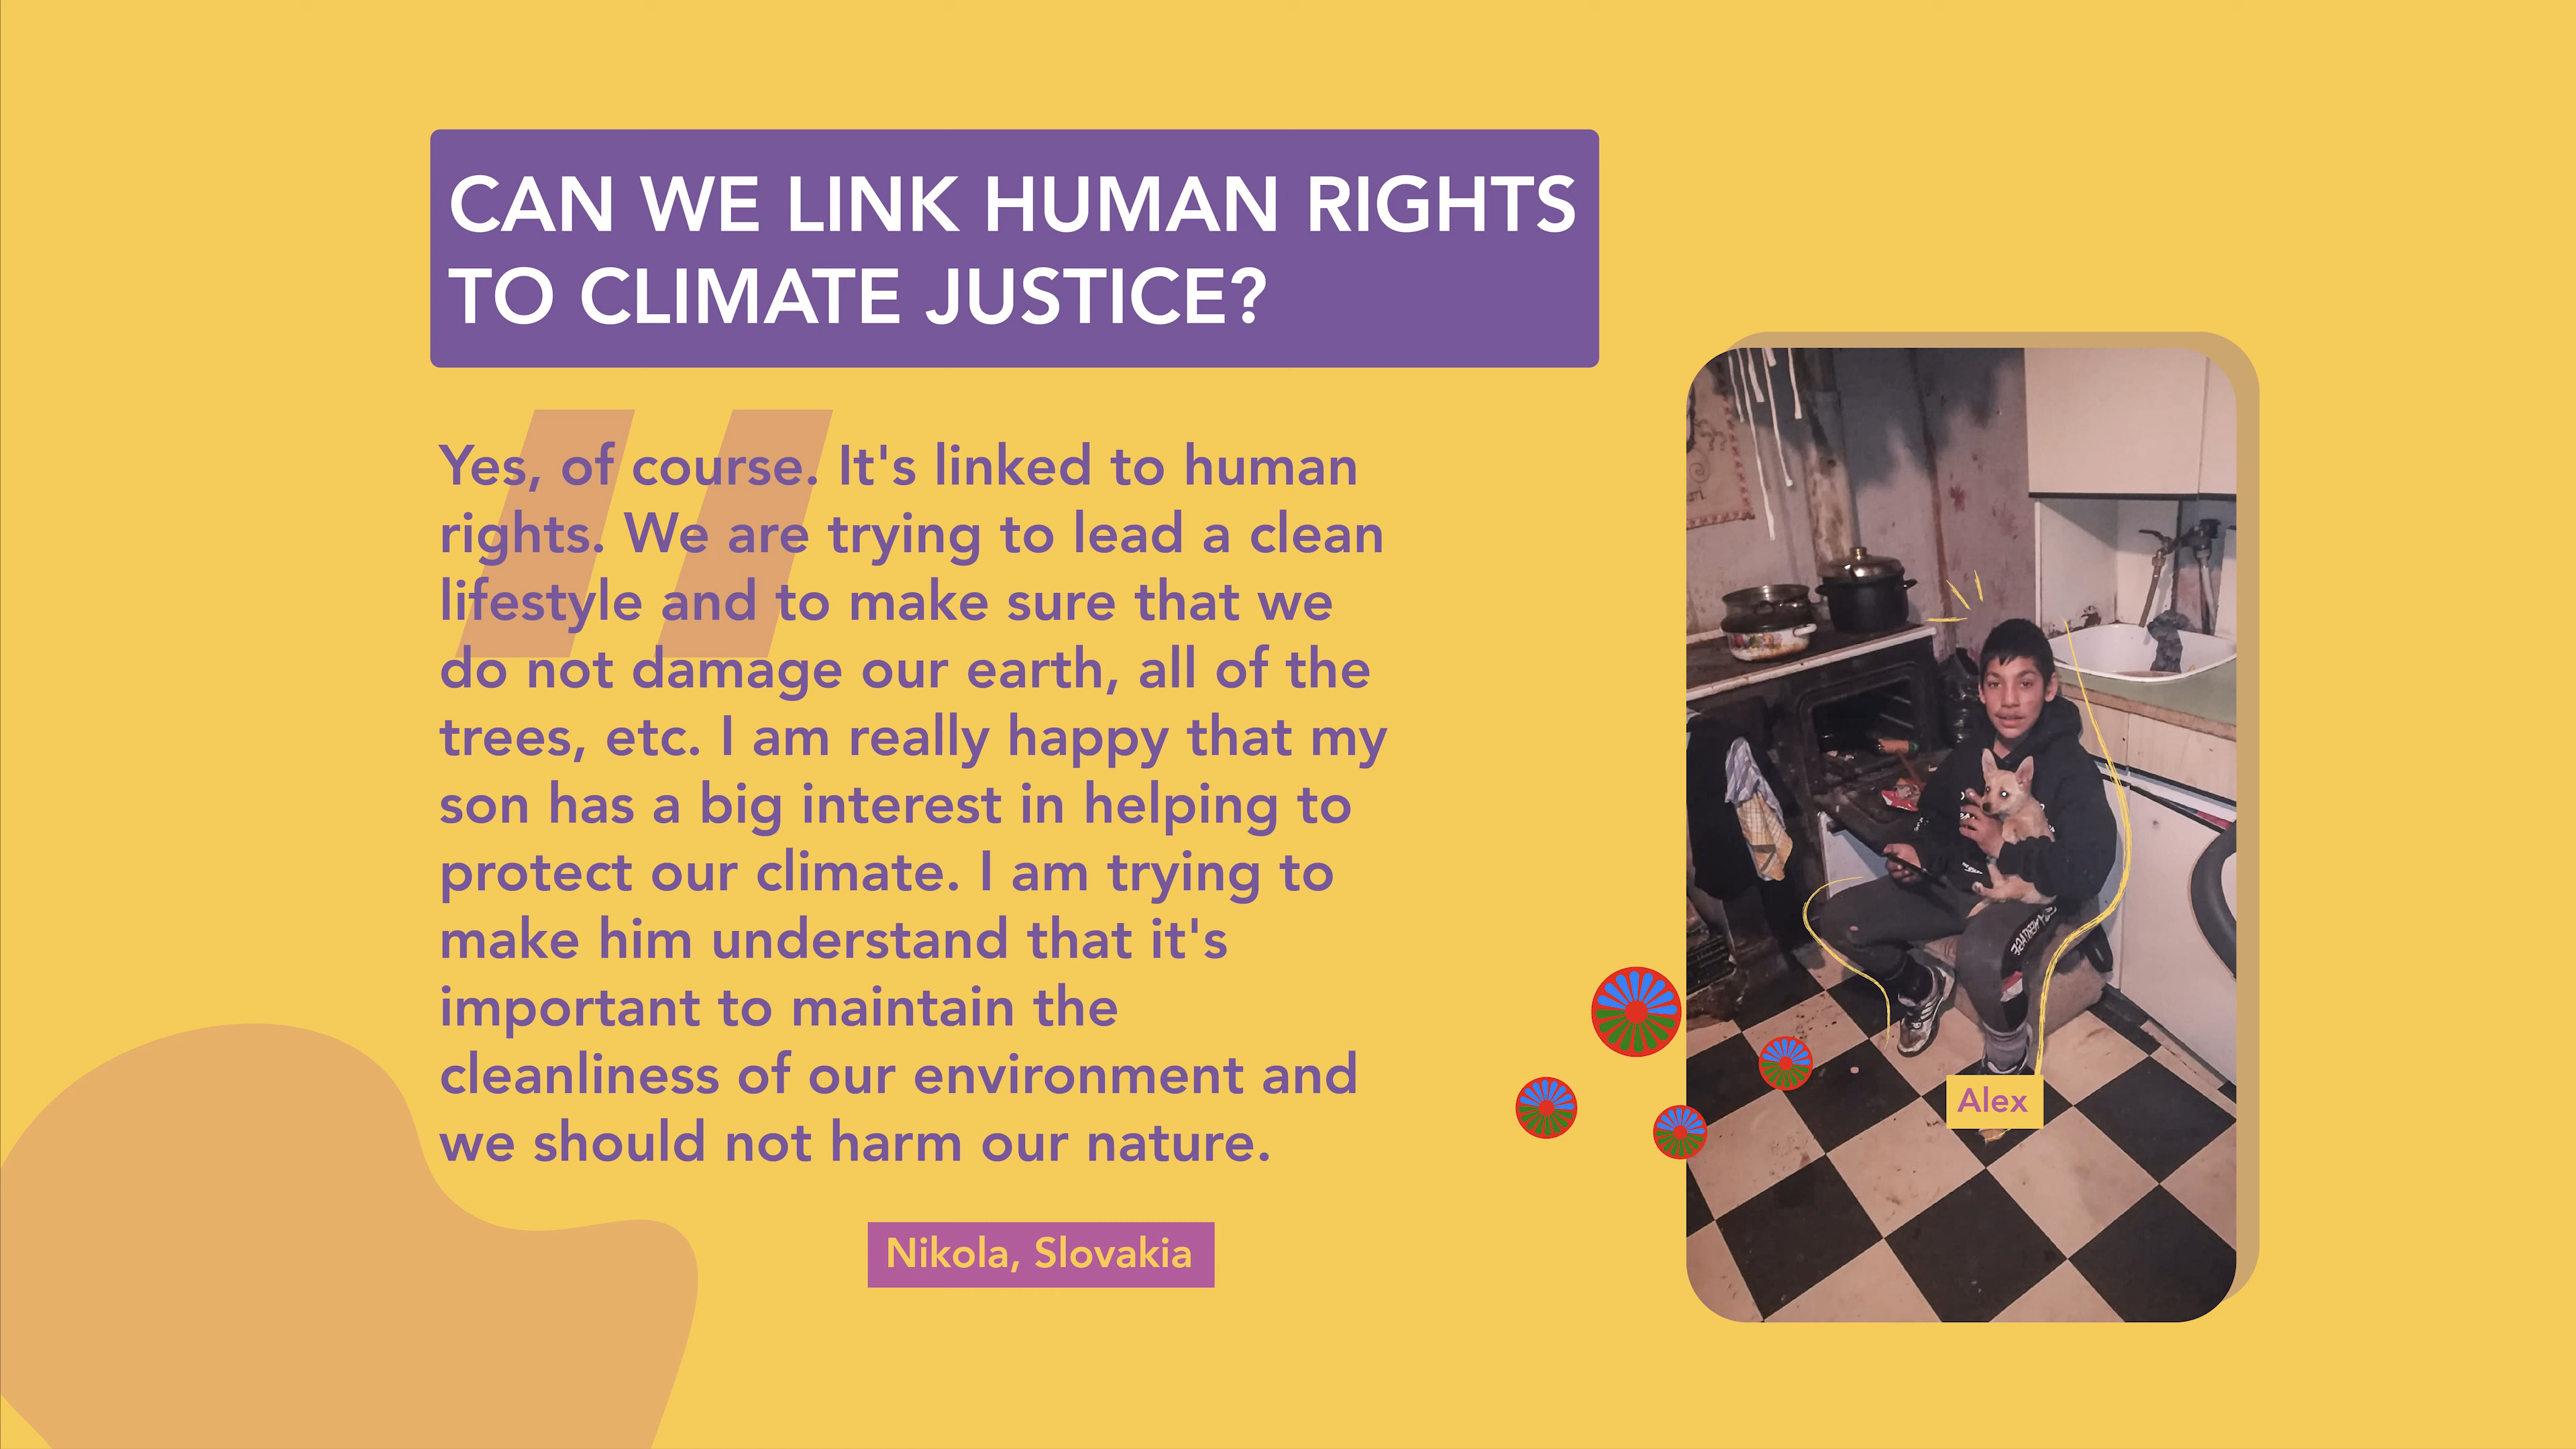 CAN WE LINK HUMAN RIGHTS
TO CLIMATE JUSTICE?
Yes, of course. It's linked to human
rights. We are trying to lead a clean
lifestyle and to make sure that we
do not damage our earth, all of the
trees, etc. I am really happy that my
son has a big interest in helping to
protect our climate. I am trying to
make him understand that it's
important to maintain the
cleanliness of our environment and
we should not harm our nature.
Nikola, Slovakia
Alex